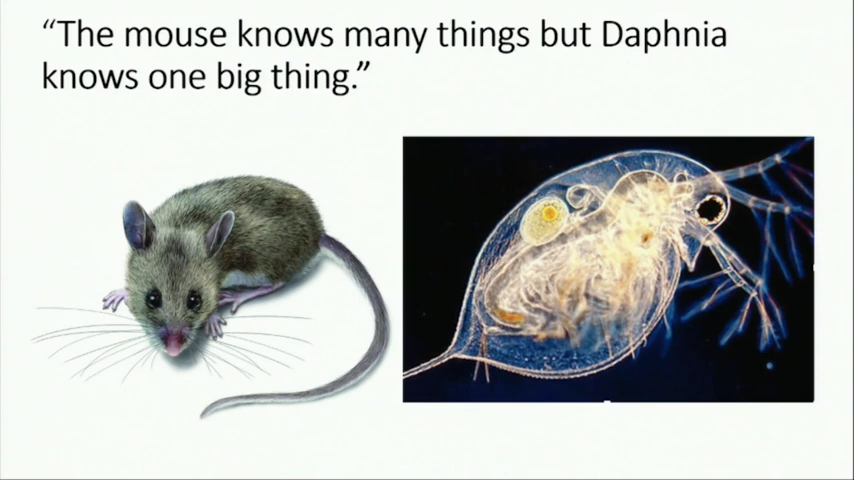 “The mouse knows many things but Daphnia
knows one big thing.”